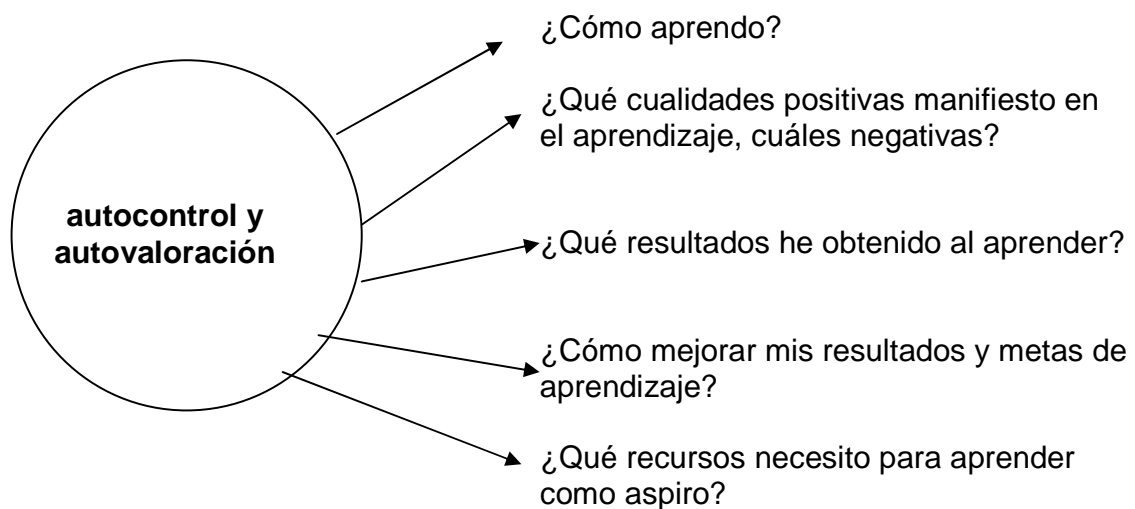 ¿Cómo aprendo?
¿Qué cualidades positivas manifiesto en
el aprendizaje, cuáles negativas?
autocontrol y
autovaloración
¿Qué resultados he obtenido al aprender?
¿Cómo mejorar mis resultados y metas de
aprendizaje?
¿Qué recursos necesito para aprender
como aspiro?